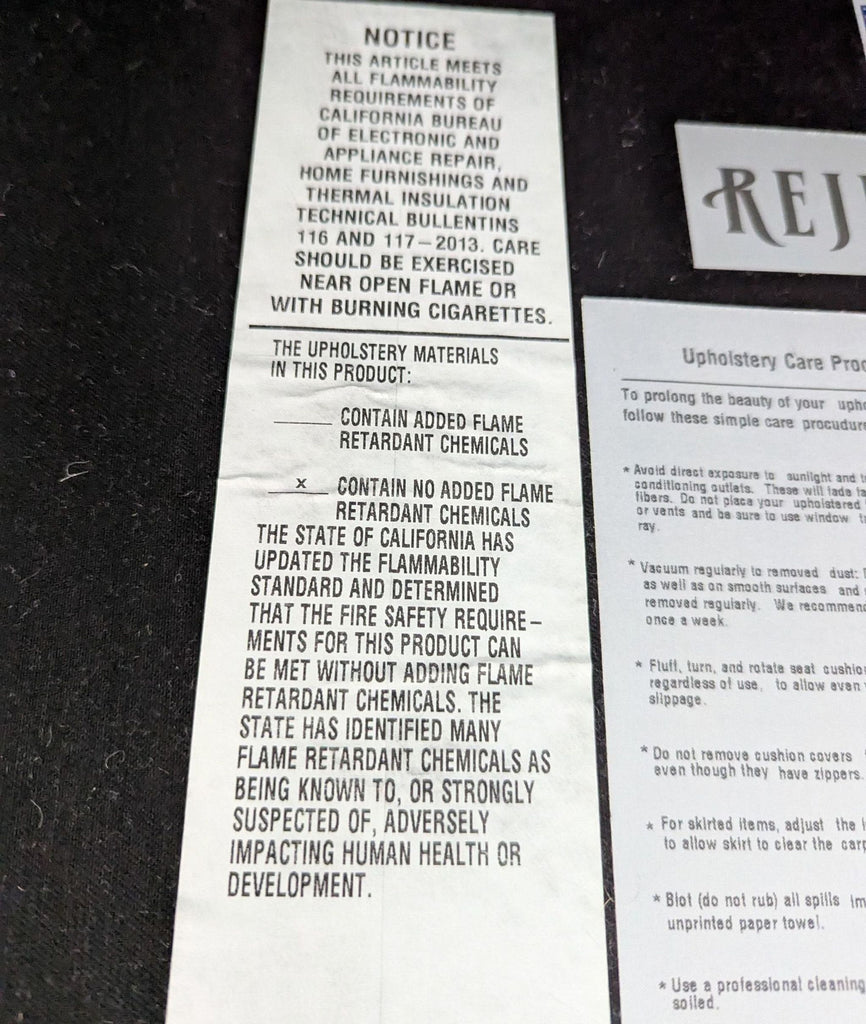 NOTICE
THIS ARTICLE MEETS
ALL FLAMMABILITY
REQUIREMENTS OF
CALIFORNIA BUREAU
OF ELECTRONIC AND
APPLIANCE REPAIR,
HOME FURNISHINGS AND
THERMAL INSULATION
TECHNICAL BULLENTINS
116 AND 117–2013. CARE
SHOULD BE EXERCISED
NEAR OPEN FLAME OR
WITH BURNING CIGARETTES.
THE UPHOLSTERY MATERIALS
IN THIS PRODUCT:
______ CONTAIN ADDED FLAME
RETARDANT CHEMICALS
__x__ CONTAIN NO ADDED FLAME
RETARDANT CHEMICALS
THE STATE OF CALIFORNIA HAS
UPDATED THE FLAMMABILITY
STANDARD AND DETERMINED
THAT THE FIRE SAFETY REQUIRE–
MENTS FOR THIS PRODUCT CAN
BE MET WITHOUT ADDING FLAME
RETARDANT CHEMICALS. THE
STATE HAS IDENTIFIED MANY
FLAME RETARDANT CHEMICALS AS
BEING KNOWN TO, OR STRONGLY
SUSPECTED OF, ADVERSELY
IMPACTING HUMAN HEALTH OR
DEVELOPMENT.
REJ
Upholstery Care
To prolong the beauty of your
follow these simple care
* Avoid direct exposure to sunlight and
conditioning outlets. These will fade
fibers. Do not place your upholstered
or vents and be sure to use window
ray.
* Vacuum regularly to removed dust:
as well as on smooth surfaces and
removed regularly. We
once a week.
* Fluff, turn, and rotate seat
regardless of use, to allow even
slippage.
* Do not remove cushion covers
even though they have zippers.
* For skirted items, adjust the
to allow skirt to clear the
* Blot (do not rub) all spills
unprinted paper towel.
* Use a professional cleaning
soiled.